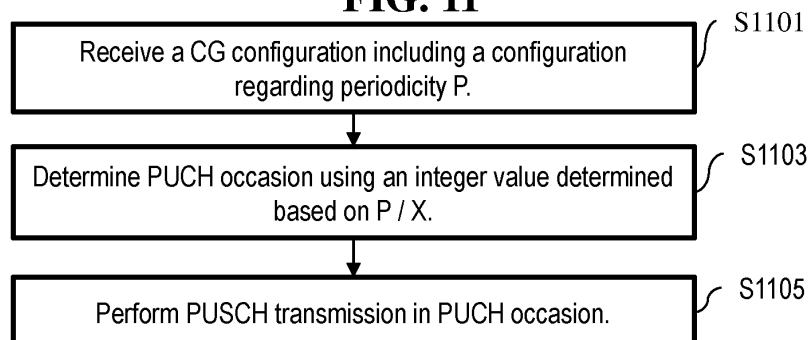 FIG. 11
S1101
Receive a CG configuration including a configuration
regarding periodicity P.
S1103
Determine PUCH occasion using an integer value determined
based on P / X.
S1105
Perform PUSCH transmission in PUCH occasion.